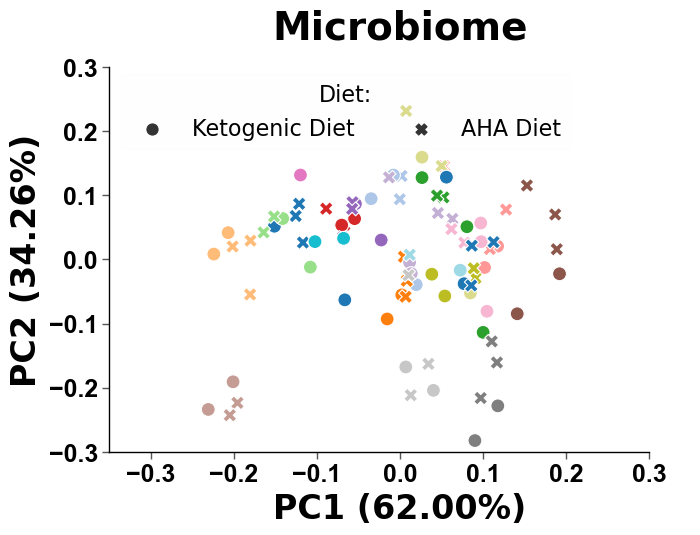 Microbiome
Diet:
Ketogenic Diet
AHA Diet
PC2 (34.26%)
0.3
0.2
0.1
0.0
−0.1
−0.2
−0.3
−0.3 −0.2 −0.1 0.0 0.1 0.2 0.3
PC1 (62.00%)